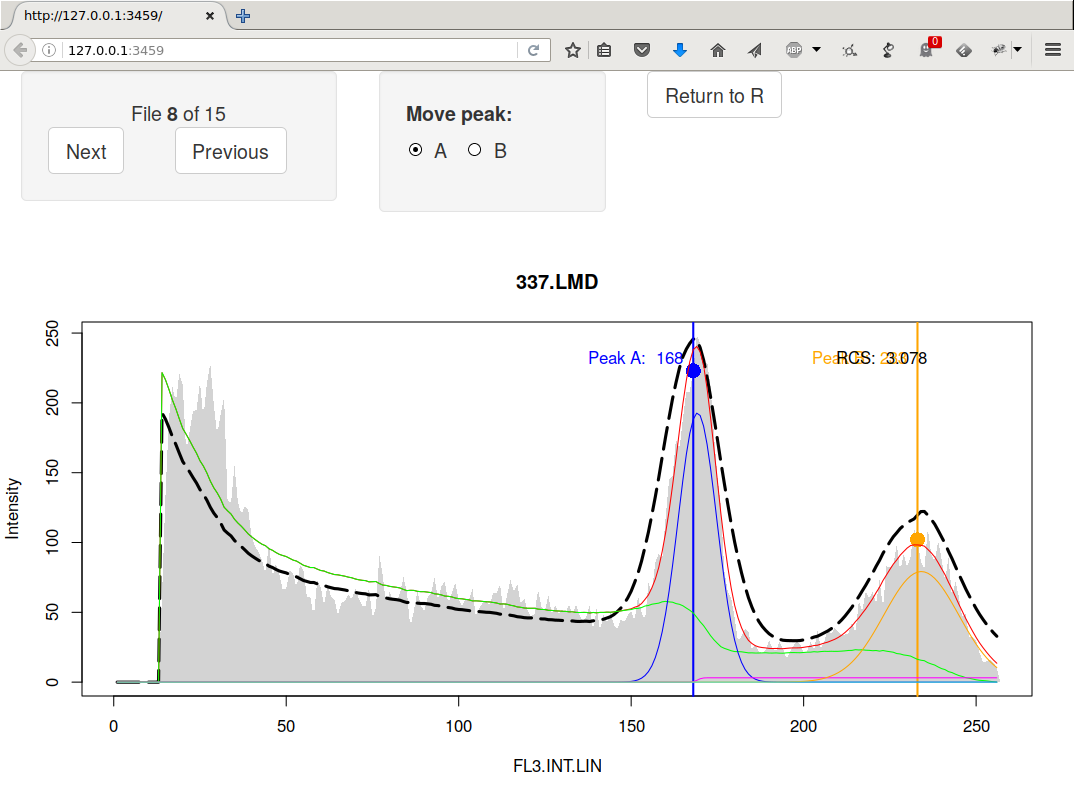 http://127.0.0.1:3459/
127.0.0.1:3459
ABP
0
File 8 of 15
Next Previous
Move peak:
A B
Return to R
337.LMD
Peak A: 168
RCS: 3.078
Intensity
0 50 100 150 200 250
0 50 100 150 200 250
FL3.INT.LIN